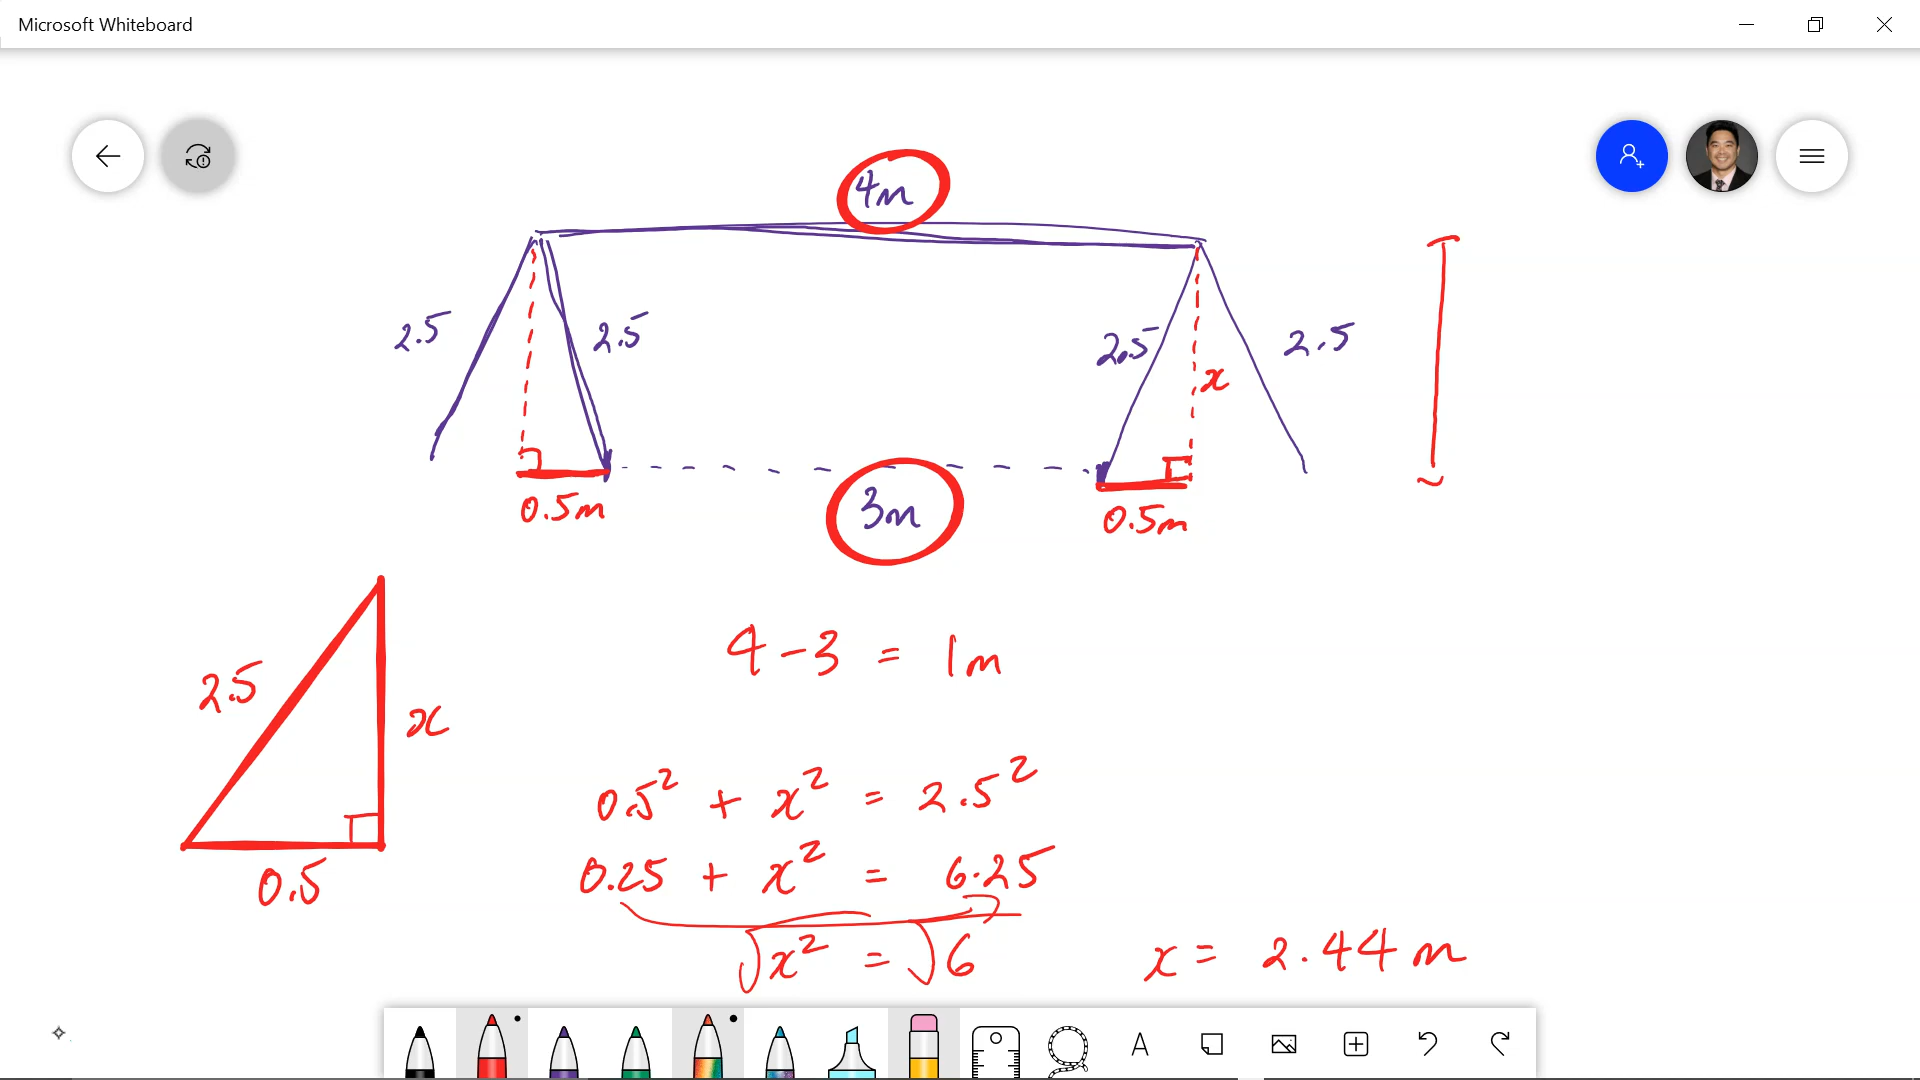 Microsoft Whiteboard
4m
2.5
2.5
2.5
x
2.5
0.5m
3m
0.5m
2.5
x
0.5
4-3 = 1m
0.5² + x² = 2.5²
0.25 + x² = 6.25
√x² = √6
x = 2.44 m
A